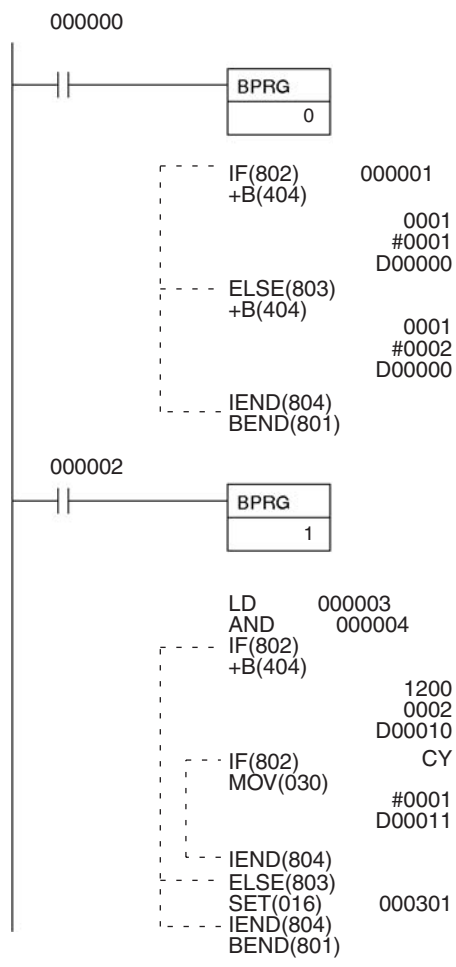 000000
BPRG
0
IF(802) 000001
+B(404)
0001
#0001
D00000
ELSE(803)
+B(404)
0001
#0002
D00000
IEND(804)
BEND(801)
000002
BPRG
1
LD 000003
AND 000004
IF(802)
+B(404)
1200
0002
D00010
IF(802) CY
MOV(030)
#0001
D00011
IEND(804)
ELSE(803)
SET(016) 000301
IEND(804)
BEND(801)